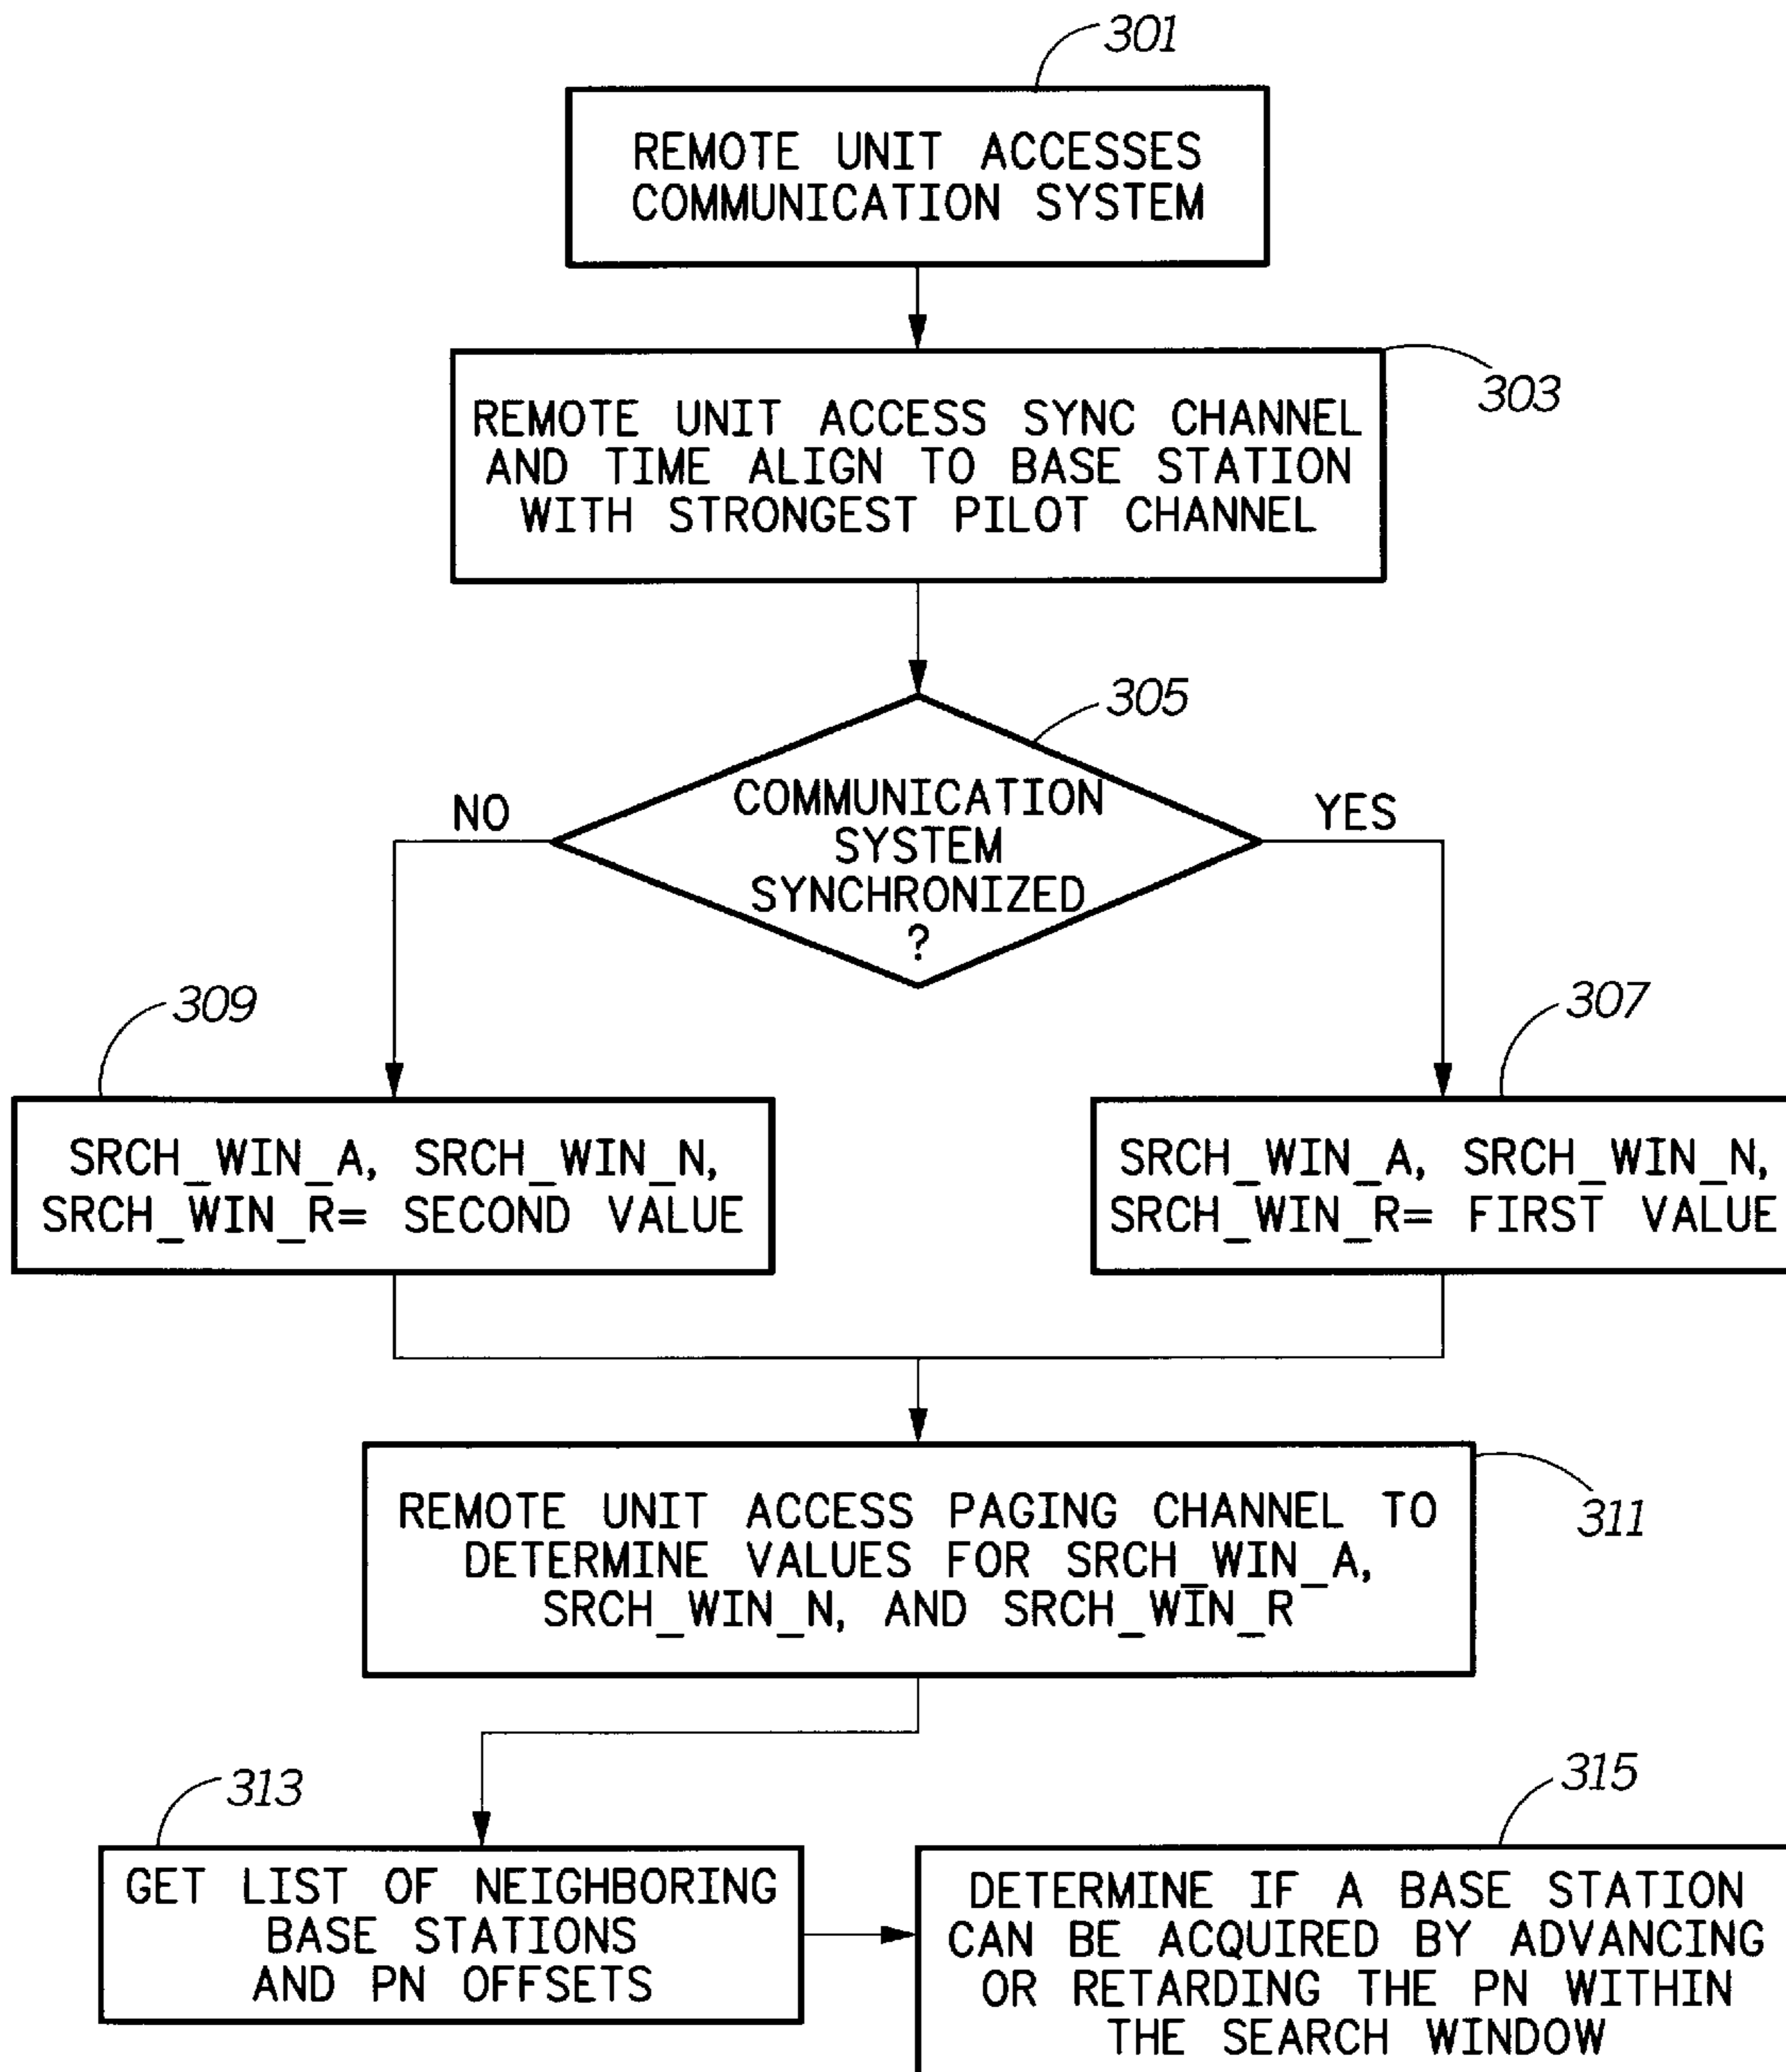 301
REMOTE UNIT ACCESSES
COMMUNICATION SYSTEM
303
REMOTE UNIT ACCESS SYNC CHANNEL
AND TIME ALIGN TO BASE STATION
WITH STRONGEST PILOT CHANNEL
305
COMMUNICATION
SYSTEM
SYNCHRONIZED
?
NO
YES
309
SRCH_WIN_A, SRCH_WIN_N,
SRCH_WIN_R= SECOND VALUE
307
SRCH_WIN_A, SRCH_WIN_N,
SRCH_WIN_R= FIRST VALUE
311
REMOTE UNIT ACCESS PAGING CHANNEL TO
DETERMINE VALUES FOR SRCH_WIN_A,
SRCH_WIN_N, AND SRCH_WIN_R
313
GET LIST OF NEIGHBORING
BASE STATIONS
AND PN OFFSETS
315
DETERMINE IF A BASE STATION
CAN BE ACQUIRED BY ADVANCING
OR RETARDING THE PN WITHIN
THE SEARCH WINDOW